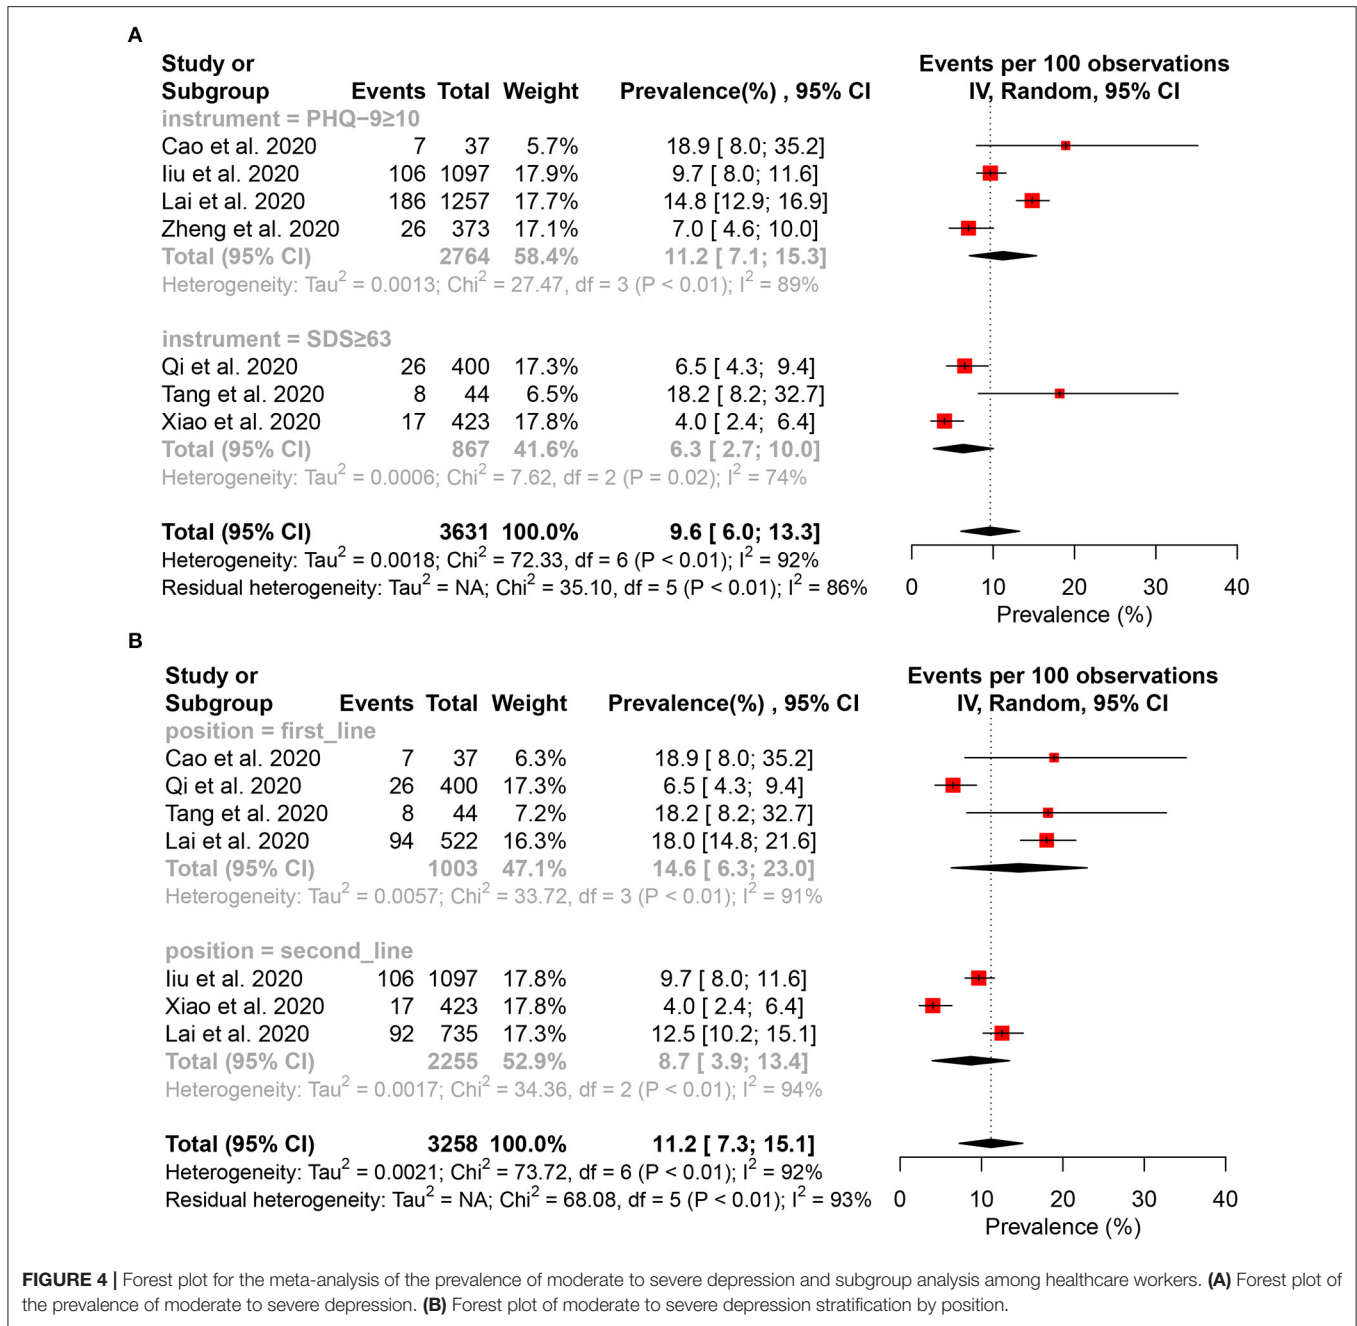 A
Study or Subgroup Events Total Weight Prevalence(%) , 95% CI Events per 100 observations IV, Random, 95% CI
instrument = PHQ−9≥10
Cao et al. 2020 7 37 5.7% 18.9 [ 8.0; 35.2]
liu et al. 2020 106 1097 17.9% 9.7 [ 8.0; 11.6]
Lai et al. 2020 186 1257 17.7% 14.8 [12.9; 16.9]
Zheng et al. 2020 26 373 17.1% 7.0 [ 4.6; 10.0]
Total (95% CI) 2764 58.4% 11.2 [ 7.1; 15.3]
Heterogeneity: Tau² = 0.0013; Chi² = 27.47, df = 3 (P < 0.01); I² = 89%
instrument = SDS≥63
Qi et al. 2020 26 400 17.3% 6.5 [ 4.3; 9.4]
Tang et al. 2020 8 44 6.5% 18.2 [ 8.2; 32.7]
Xiao et al. 2020 17 423 17.8% 4.0 [ 2.4; 6.4]
Total (95% CI) 867 41.6% 6.3 [ 2.7; 10.0]
Heterogeneity: Tau² = 0.0006; Chi² = 7.62, df = 2 (P = 0.02); I² = 74%
Total (95% CI) 3631 100.0% 9.6 [ 6.0; 13.3]
Heterogeneity: Tau² = 0.0018; Chi² = 72.33, df = 6 (P < 0.01); I² = 92%
Residual heterogeneity: Tau² = NA; Chi² = 35.10, df = 5 (P < 0.01); I² = 86%
0 10 20 30 40
Prevalence (%)
B
Study or Subgroup Events Total Weight Prevalence(%) , 95% CI Events per 100 observations IV, Random, 95% CI
position = first_line
Cao et al. 2020 7 37 6.3% 18.9 [ 8.0; 35.2]
Qi et al. 2020 26 400 17.3% 6.5 [ 4.3; 9.4]
Tang et al. 2020 8 44 7.2% 18.2 [ 8.2; 32.7]
Lai et al. 2020 94 522 16.3% 18.0 [14.8; 21.6]
Total (95% CI) 1003 47.1% 14.6 [ 6.3; 23.0]
Heterogeneity: Tau² = 0.0057; Chi² = 33.72, df = 3 (P < 0.01); I² = 91%
position = second_line
liu et al. 2020 106 1097 17.8% 9.7 [ 8.0; 11.6]
Xiao et al. 2020 17 423 17.8% 4.0 [ 2.4; 6.4]
Lai et al. 2020 92 735 17.3% 12.5 [10.2; 15.1]
Total (95% CI) 2255 52.9% 8.7 [ 3.9; 13.4]
Heterogeneity: Tau² = 0.0017; Chi² = 34.36, df = 2 (P < 0.01); I² = 94%
Total (95% CI) 3258 100.0% 11.2 [ 7.3; 15.1]
Heterogeneity: Tau² = 0.0021; Chi² = 73.72, df = 6 (P < 0.01); I² = 92%
Residual heterogeneity: Tau² = NA; Chi² = 68.08, df = 5 (P < 0.01); I² = 93%
0 10 20 30 40
Prevalence (%)
FIGURE 4 | Forest plot for the meta-analysis of the prevalence of moderate to severe depression and subgroup analysis among healthcare workers. (A) Forest plot of
the prevalence of moderate to severe depression. (B) Forest plot of moderate to severe depression stratification by position.